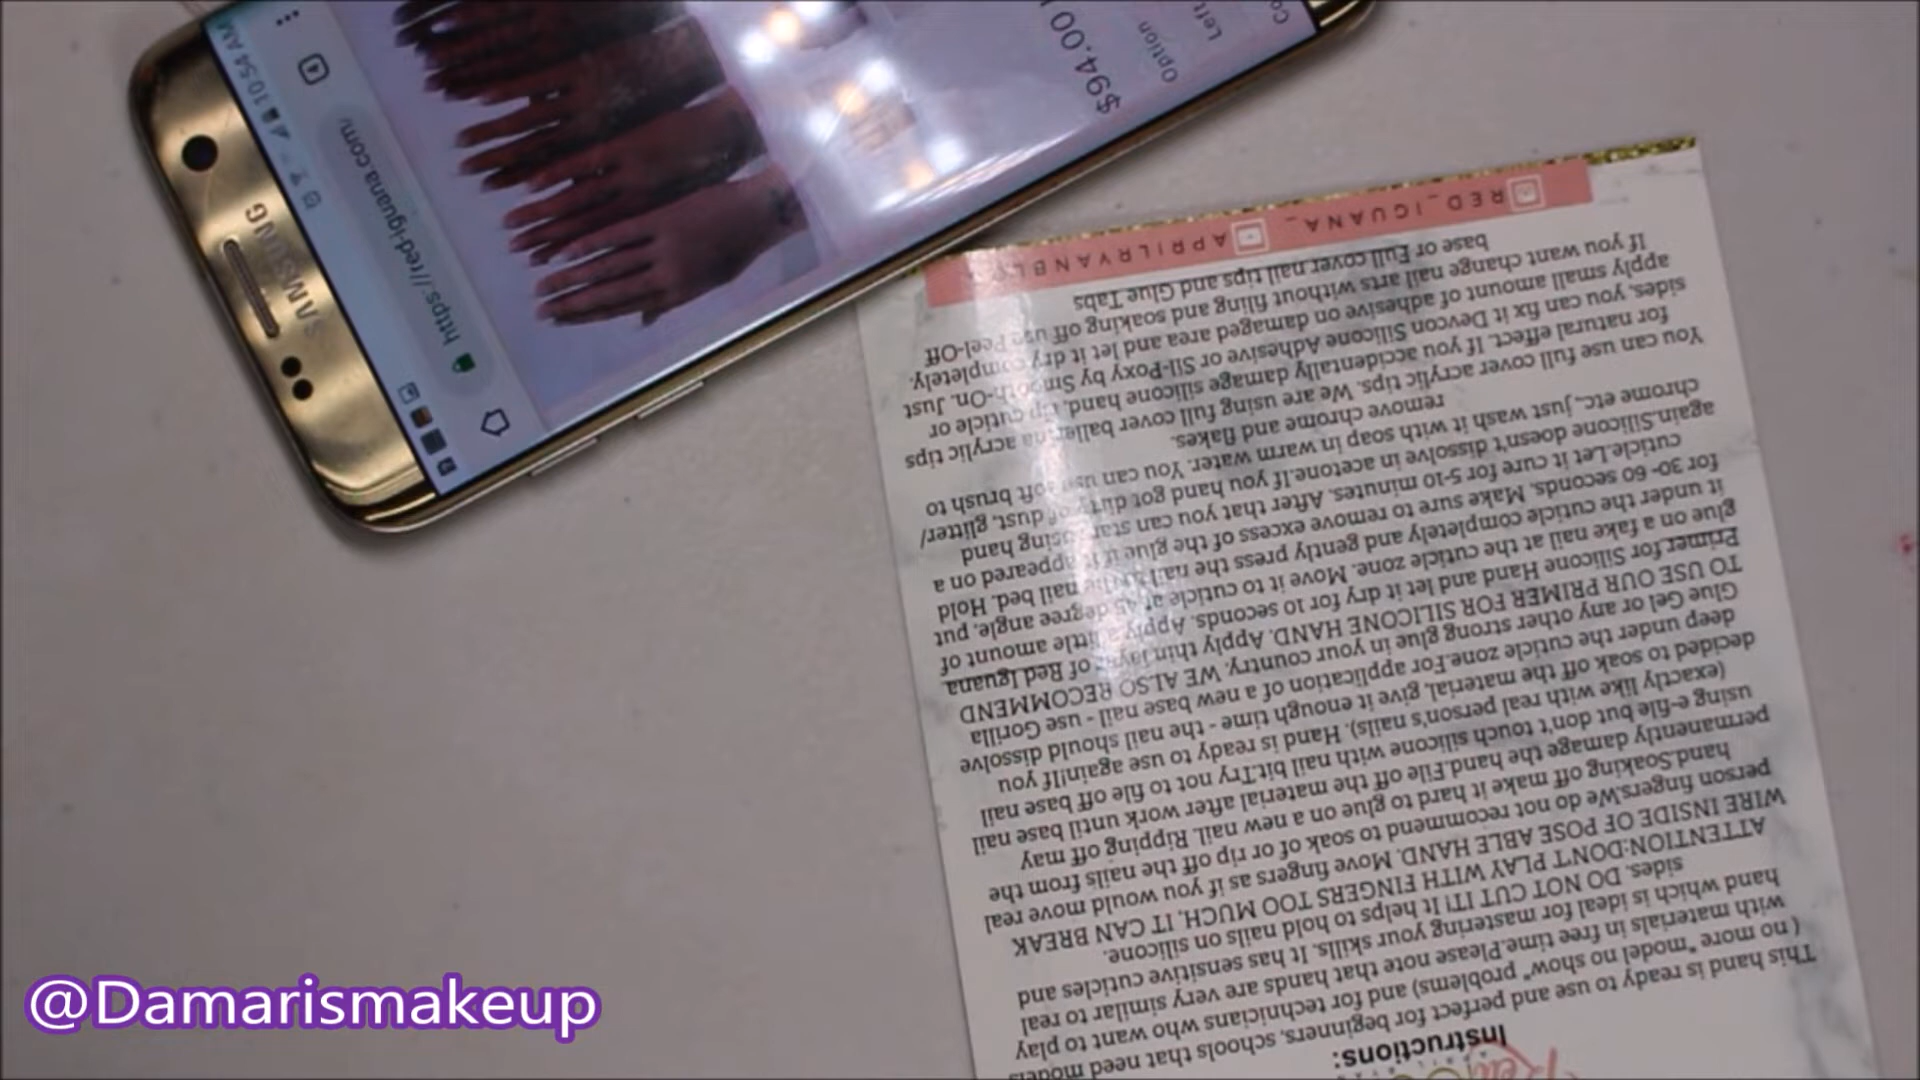 10:54 AM
https://red-iguana.com/
SAMSUNG
$94.00
Option
Left
Co
Instructions:
This hand is ready to use and perfect for beginners, schools that need models
( no more "model no show" problems) and for technicians who want to play
with materials in free time.Please note that hands are very similar to real
hand which is ideal for mastering your skills. It has sensitive cuticles and
sides. DO NOT CUT IT! It helps to hold nails on silicone.
ATTENTION:DON'T PLAY WITH FINGERS TOO MUCH, IT CAN BREAK
WIRE INSIDE OF POSE ABLE HAND. Move fingers as if you would move real
person fingers.We do not recommend to soak of or rip off the nails from the
hand.Soaking off make it hard to glue on a new nail. Ripping off may
permanently damage the hand.File off the material after work until base nail
using e-file but don't touch silicone with nail bit.Try not to file off base nail
(exactly like with real person's nails). Hand is ready to use again!If you
decided to soak off the material, give it enough time - the nail should dissolve
deep under the cuticle zone.For application of a new base nail - use Gorilla
Glue Gel or any other strong glue in your country. WE ALSO RECOMMEND
TO USE OUR PRIMER FOR SILICONE HAND. Apply thin layer of Red Iguana
Primer for Silicone Hand and let it dry for 10 seconds. Apply a little amount of
glue on a fake nail at the cuticle zone. Move it to cuticle at 45 degree angle, put
it under the cuticle completely and gently press the nail to the nail bed. Hold
for 30- 60 seconds. Make sure to remove excess of the glue if it appeared on a
cuticle.Let it cure for 5-10 minutes. After that you can start using hand
again.Silicone doesn't dissolve in acetone.If you hand got dirty of dust, glitter/
chrome etc., just wash it with soap in warm water. You can use soft brush to
remove chrome and flakes.
You can use full cover acrylic tips. We are using full cover ballerina acrylic tips
for natural effect. If you accidentally damage silicone hand, rip cuticle or
sides, you can fix it Devcon Silicone Adhesive or Sil-Poxy by Smooth-On. Just
apply small amount of adhesive on damaged area and let it dry completely.
If you want change nail arts without filing and soaking off use Peel-Off
base or Full cover nail tips and Glue Tabs
RED_IGUANA_ APRILRYANBL
@Damarismakeup